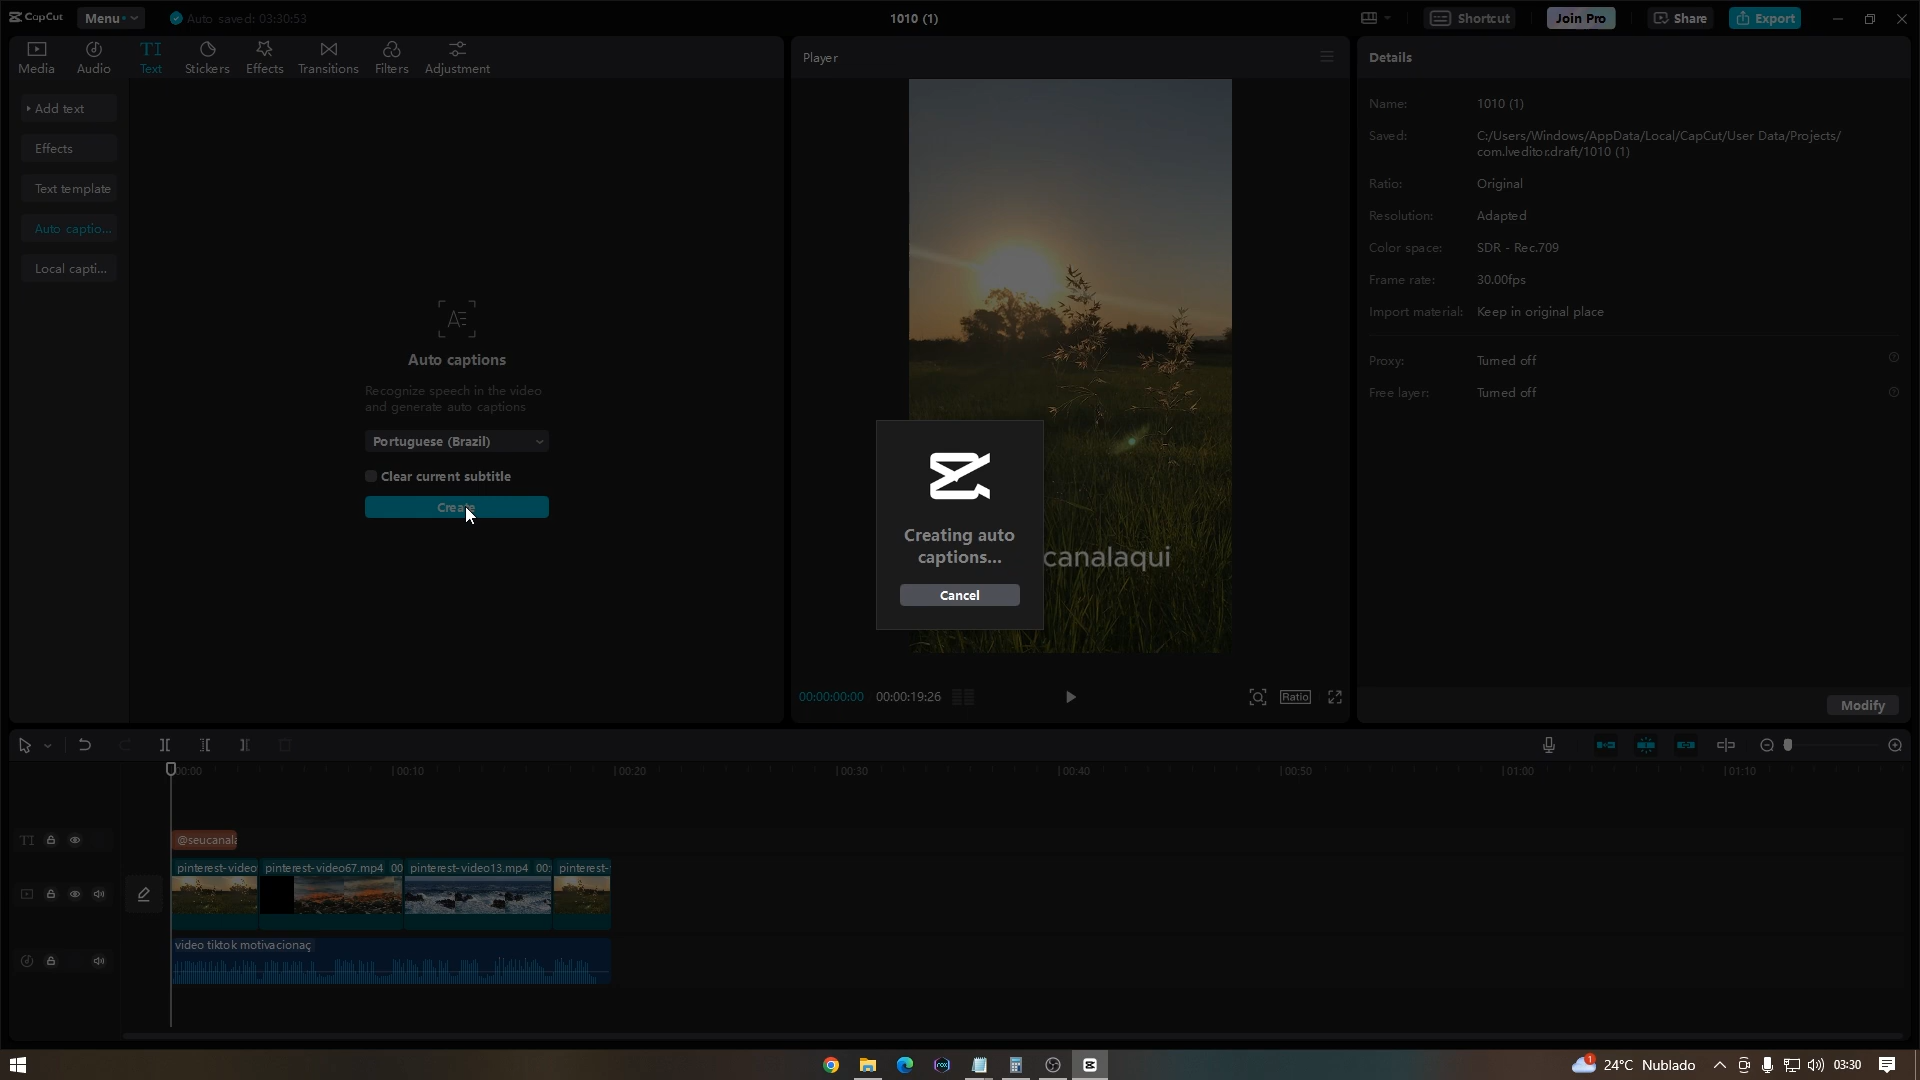 CapCut
Menu
Auto saved: 03:30:53
1010 (1)
Shortcut
Join Pro
Share
Export
Media
Audio
TI
Text
Stickers
Effects
Transitions
Filters
Adjustment
Player
Details
Add text
Effects
Text template
Auto captio...
Local capti...
Auto captions
Recognize speech in the video
and generate auto captions
Portuguese (Brazil)
Clear current subtitle
Create
Creating auto
captions...
Cancel
canalaqui
Name:
1010 (1)
Saved:
C:/Users/Windows/AppData/Local/CapCut/User Data/Projects/
com.lveditor.draft/1010 (1)
Ratio:
Original
Resolution:
Adapted
Color space:
SDR - Rec.709
Frame rate:
30.00fps
Import material:
Keep in original place
Proxy:
Turned off
Free layer:
Turned off
00:00:00:00
00:00:19:26
Ratio
Modify
00:00
00:10
00:20
00:30
00:40
00:50
01:00
01:10
TI
@seucanala
pinterest-video
pinterest-video67.mp4 00
pinterest-video13.mp4 00:
pinterest-
video tiktok motivacionaç
1
24°C Nublado
03:30